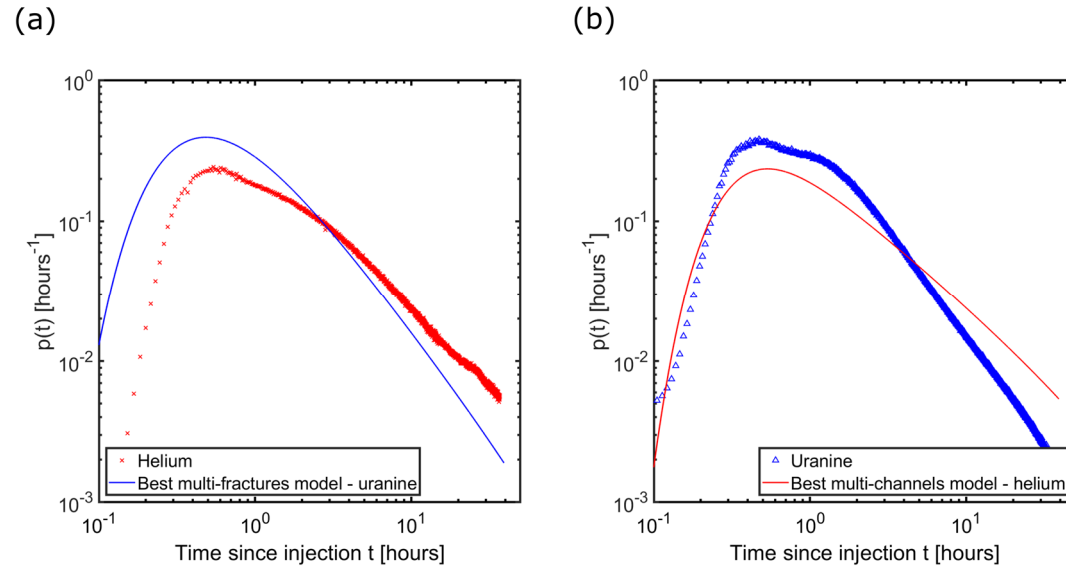 (a)
10^0
10^-1
10^-2
10^-3
p(t) [hours^-1]
Helium
Best multi-fractures model - uranine
10^-1
10^0
10^1
Time since injection t [hours]
(b)
10^0
10^-1
10^-2
10^-3
p(t) [hours^-1]
Uranine
Best multi-channels model - helium
10^-1
10^0
10^1
Time since injection t [hours]